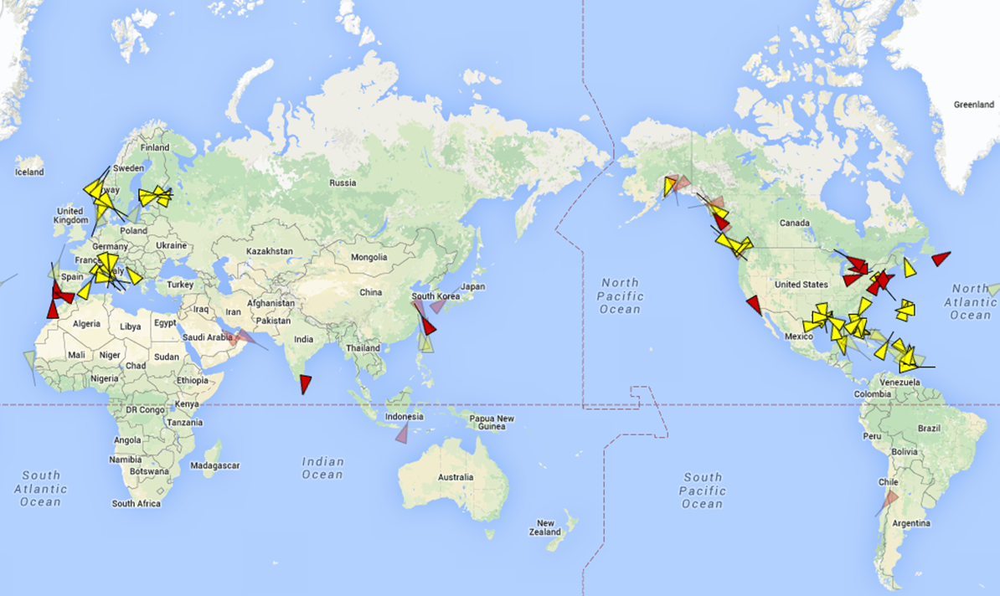 Greenland
Finland
Iceland
Sweden
way
Russia
United
Kingdom
Canada
Poland
Germany
Ukraine
Kazakhstan
Mongolia
France
aly
Spain
Turkey
Japan
South Korea
China
North
Pacific
Ocean
United States
North
Atlantic
Ocean
Iraq
Iran
Afghanistan
Pakistan
Algeria
Libya
Egypt
Saudi Arabia
India
Mexico
Mali
Niger
Sudan
Thailand
Chad
Nigeria
Ethiopia
Venezuela
Colombia
Kenya
DR Congo
Indonesia
Papua New
Guinea
Tanzania
Brazil
Angola
Peru
Bolivia
Namibia
Botswana
Madagascar
Indian
Ocean
Australia
South
Atlantic
Ocean
South
Pacific
Ocean
Chile
South Africa
New
Zealand
Argentina